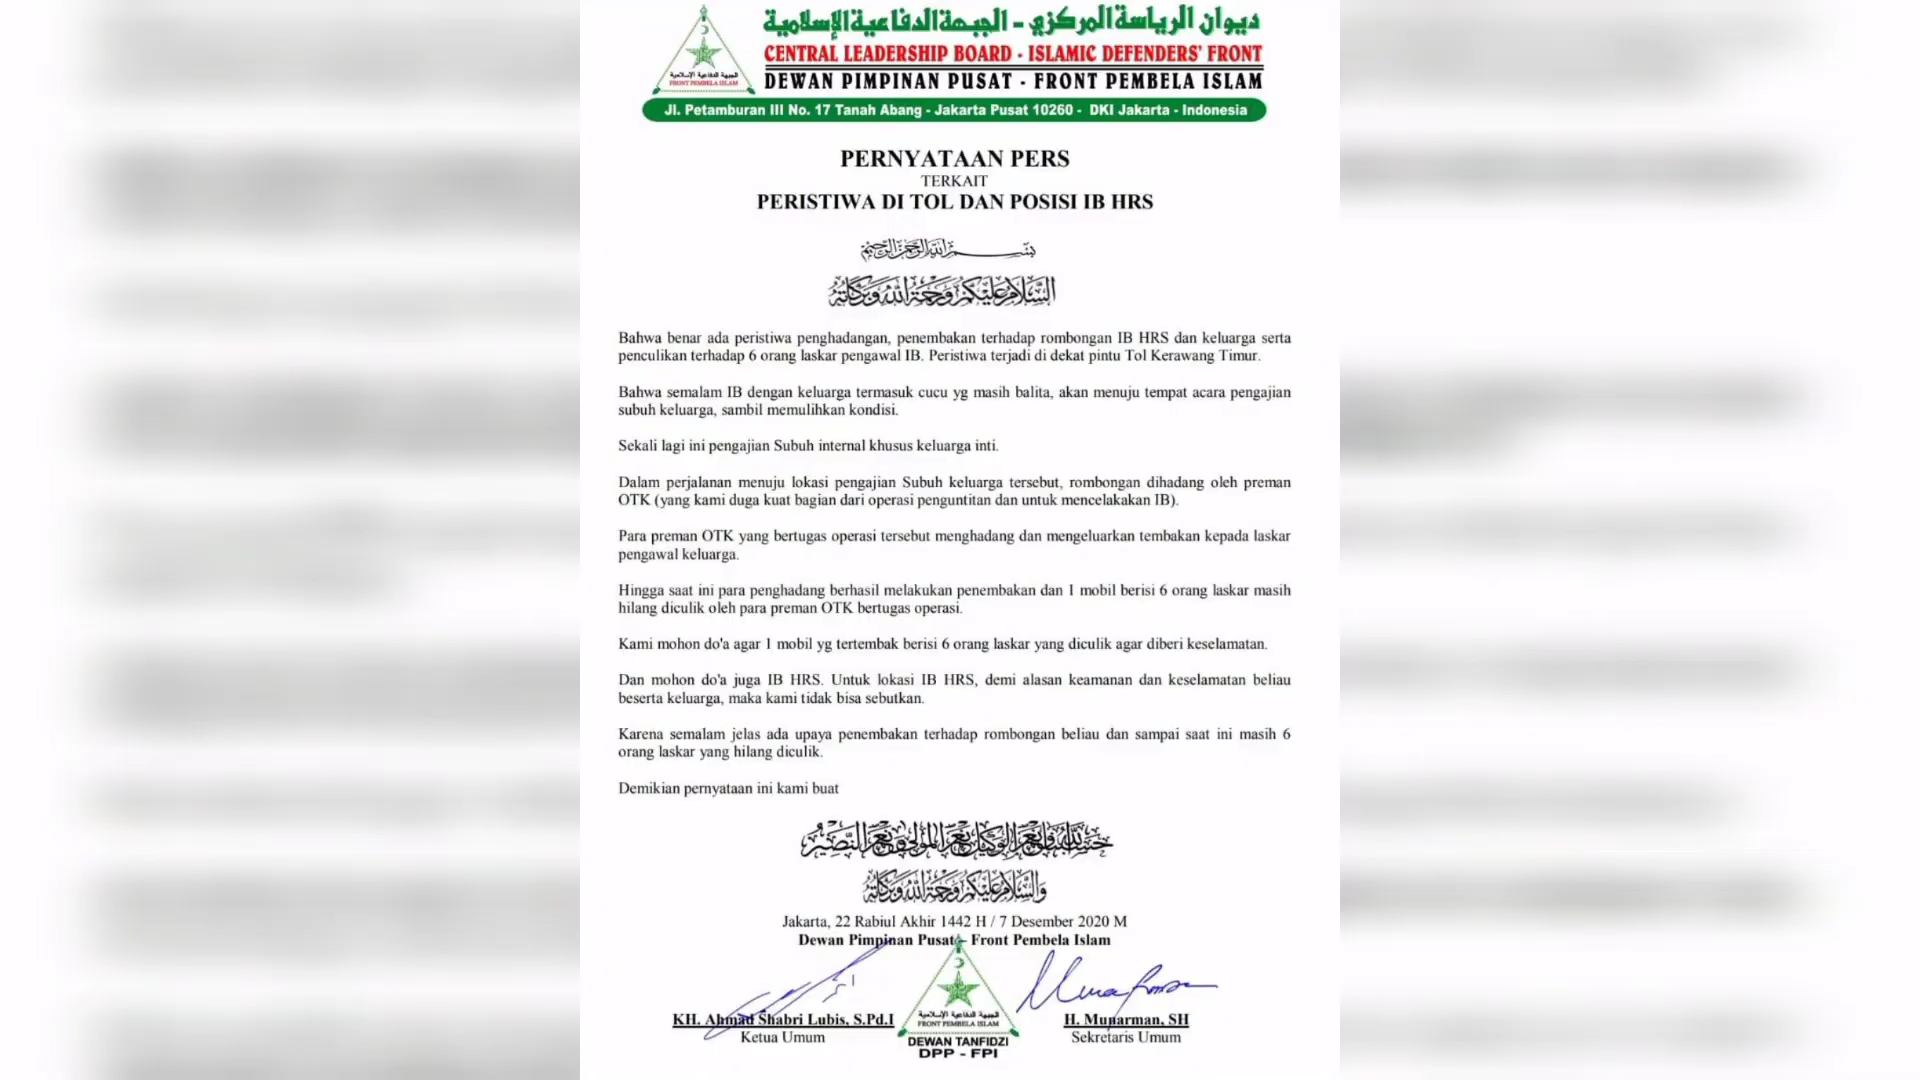 ديوان الرياسة المركزي - الجبهة الدفاعية الإسلامية
CENTRAL LEADERSHIP BOARD - ISLAMIC DEFENDERS' FRONT
DEWAN PIMPINAN PUSAT - FRONT PEMBELA ISLAM
الجبهة الدفاعية الإسلامية
FRONT PEMBELA ISLAM
Jl. Petamburan III No. 17 Tanah Abang - Jakarta Pusat 10260 - DKI Jakarta - Indonesia
PERNYATAAN PERS
TERKAIT
PERISTIWA DI TOL DAN POSISI IB HRS
بسم الله الرحمن الرحيم
السلام عليكم ورحمة الله وبركاته
Bahwa benar ada peristiwa penghadangan, penembakan terhadap rombongan IB HRS dan keluarga serta
penculikan terhadap 6 orang laskar pengawal IB. Peristiwa terjadi di dekat pintu Tol Kerawang Timur.
Bahwa semalam IB dengan keluarga termasuk cucu yg masih balita, akan menuju tempat acara pengajian
subuh keluarga, sambil memulihkan kondisi.
Sekali lagi ini pengajian Subuh internal khusus keluarga inti.
Dalam perjalanan menuju lokasi pengajian Subuh keluarga tersebut, rombongan dihadang oleh preman
OTK (yang kami duga kuat bagian dari operasi penguntitan dan untuk mencelakakan IB).
Para preman OTK yang bertugas operasi tersebut menghadang dan mengeluarkan tembakan kepada laskar
pengawal keluarga.
Hingga saat ini para penghadang berhasil melakukan penembakan dan 1 mobil berisi 6 orang laskar masih
hilang diculik oleh para preman OTK bertugas operasi.
Kami mohon do'a agar 1 mobil yg tertembak berisi 6 orang laskar yang diculik agar diberi keselamatan.
Dan mohon do'a juga IB HRS. Untuk lokasi IB HRS, demi alasan keamanan dan keselamatan beliau
beserta keluarga, maka kami tidak bisa sebutkan.
Karena semalam jelas ada upaya penembakan terhadap rombongan beliau dan sampai saat ini masih 6
orang laskar yang hilang diculik.
Demikian pernyataan ini kami buat
حسبنا الله ونعم الوكيل نعم المولى ونعم النصير
والسلام عليكم ورحمة الله وبركاته
Jakarta, 22 Rabiul Akhir 1442 H / 7 Desember 2020 M
Dewan Pimpinan Pusat - Front Pembela Islam
KH. Ahmad Shabri Lubis, S.Pd.I
Ketua Umum
الجبهة الدفاعية الإسلامية
FRONT PEMBELA ISLAM
DEWAN TANFIDZI
DPP - FPI
H. Munarman, SH
Sekretaris Umum